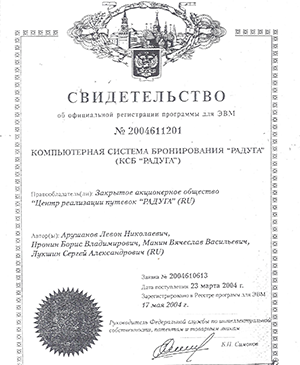 СВИДЕТЕЛЬСТВО
об официальной регистрации программы для ЭВМ
№ 2004611201
КОМПЬЮТЕРНАЯ СИСТЕМА БРОНИРОВАНИЯ "РАДУГА"
(КСБ "РАДУГА")
Правообладатель(ли): Закрытое акционерное общество
"Центр реализации путевок "РАДУГА" (RU)
Автор(ы): Арушанов Левон Николаевич,
Пронин Борис Владимирович, Манин Вячеслав Васильевич,
Лукшин Сергей Александрович (RU)
Заявка № 2004610613
Дата поступления 23 марта 2004 г.
Зарегистрировано в Реестре программ для ЭВМ
17 мая 2004 г.
Руководитель Федеральной службы по интеллектуальной
собственности, патентам и товарным знакам
Б.П. Симонов